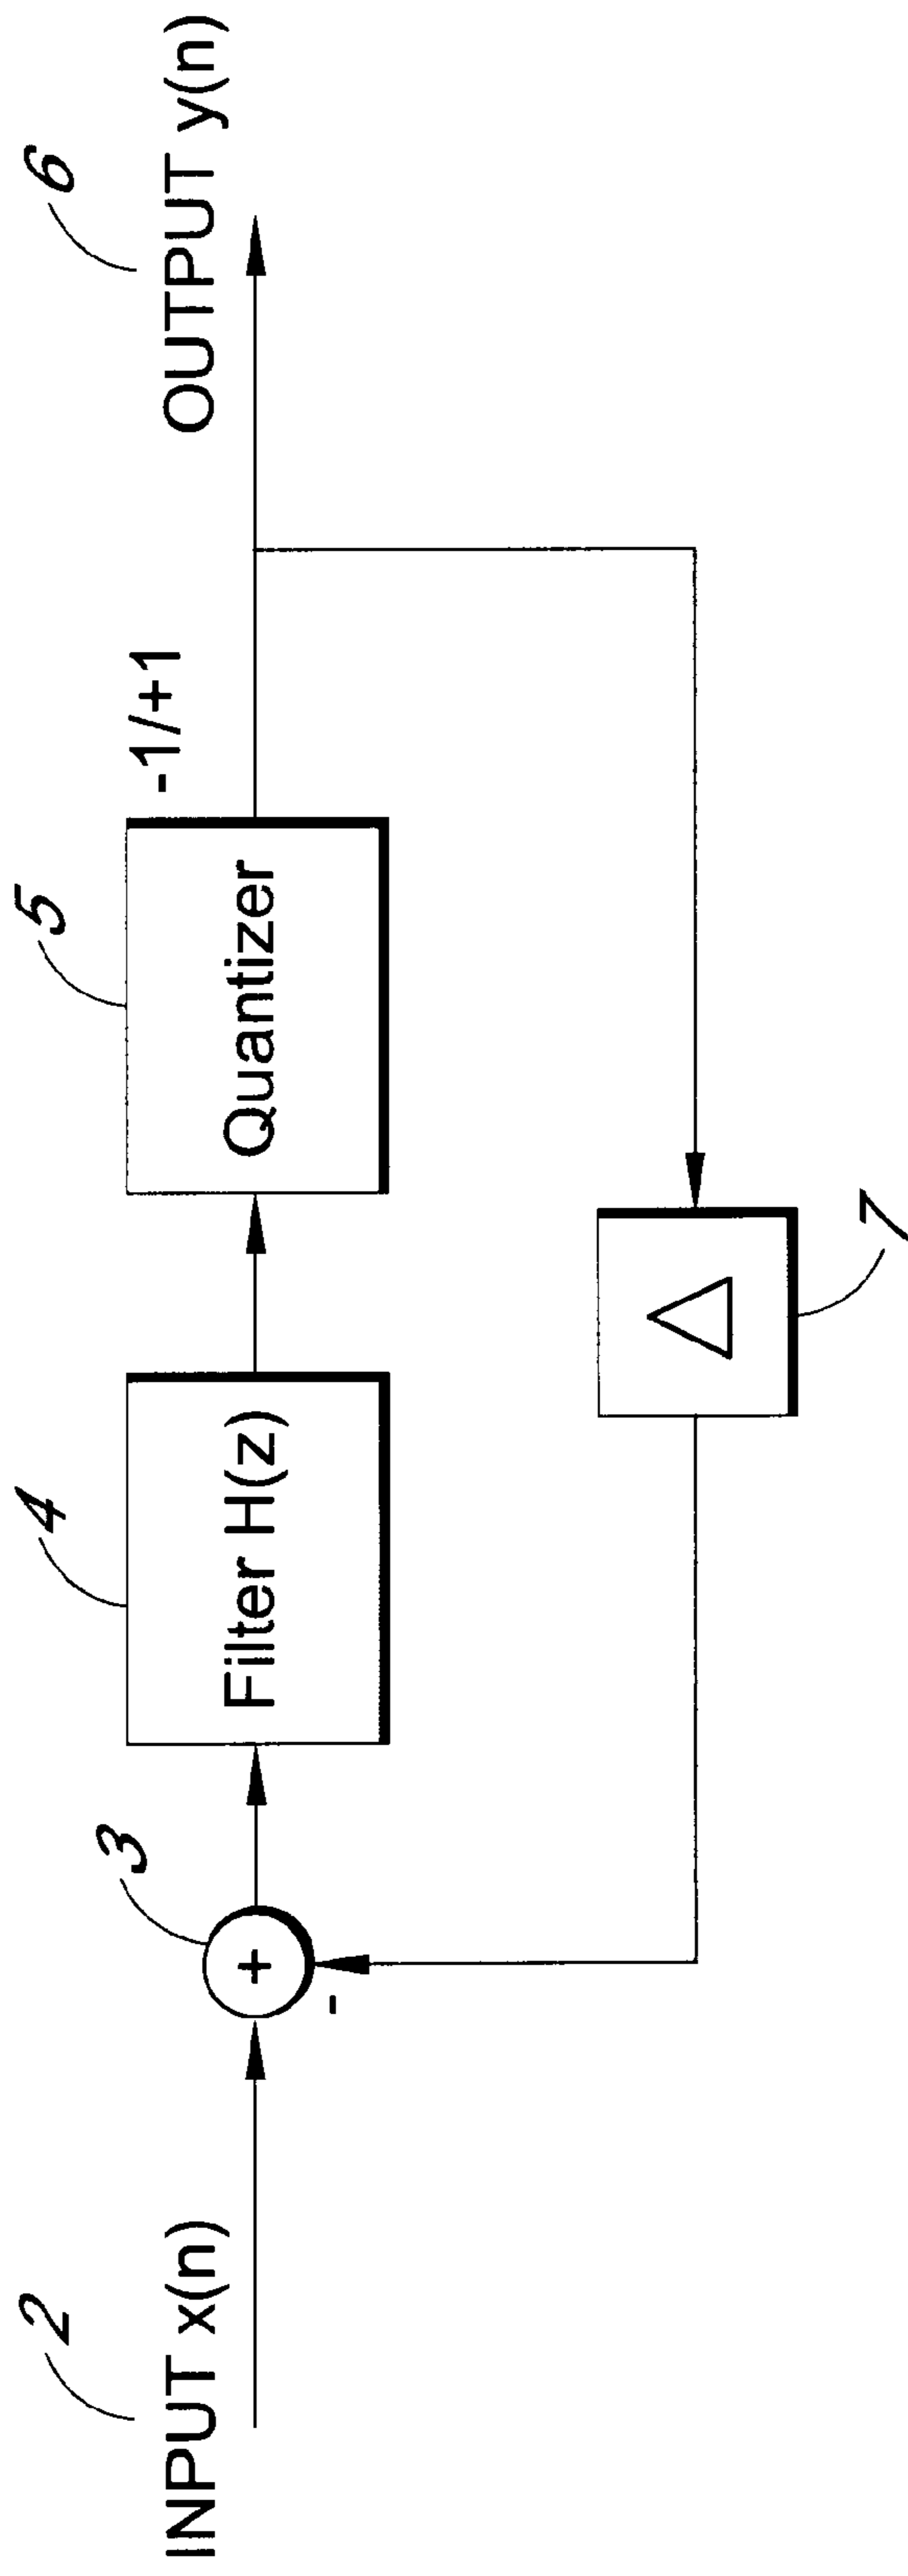 2
INPUT x(n)
3
+
-
4
Filter H(z)
5
Quantizer
-1/+1
6
OUTPUT y(n)
Δ
7